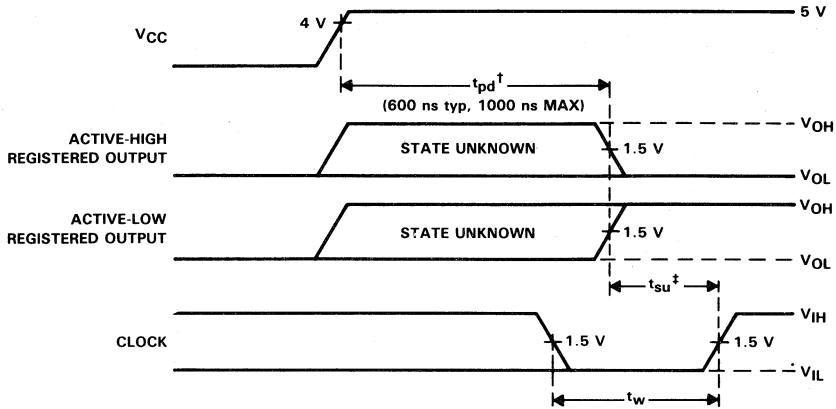 5 V
4 V
VCC
tpd†
(600 ns typ, 1000 ns MAX)
VOH
ACTIVE-HIGH
REGISTERED OUTPUT
STATE UNKNOWN
1.5 V
VOL
VOH
ACTIVE-LOW
REGISTERED OUTPUT
STATE UNKNOWN
1.5 V
VOL
tsu‡
VIH
CLOCK
1.5 V
1.5 V
VIL
tw